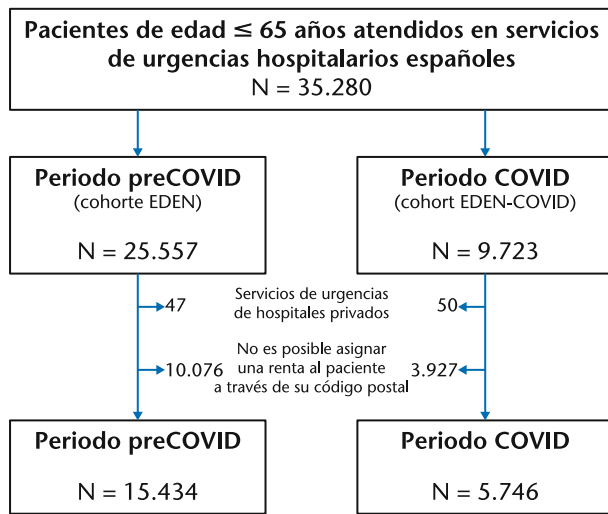 Pacientes de edad ≤ 65 años atendidos en servicios
de urgencias hospitalarios españoles
N = 35.280
Periodo preCOVID
(cohorte EDEN)
N = 25.557
Periodo COVID
(cohort EDEN-COVID)
N = 9.723
47
Servicios de urgencias
de hospitales privados
50
10.076
No es posible asignar
una renta al paciente
a través de su código postal
3.927
Periodo preCOVID
N = 15.434
Periodo COVID
N = 5.746